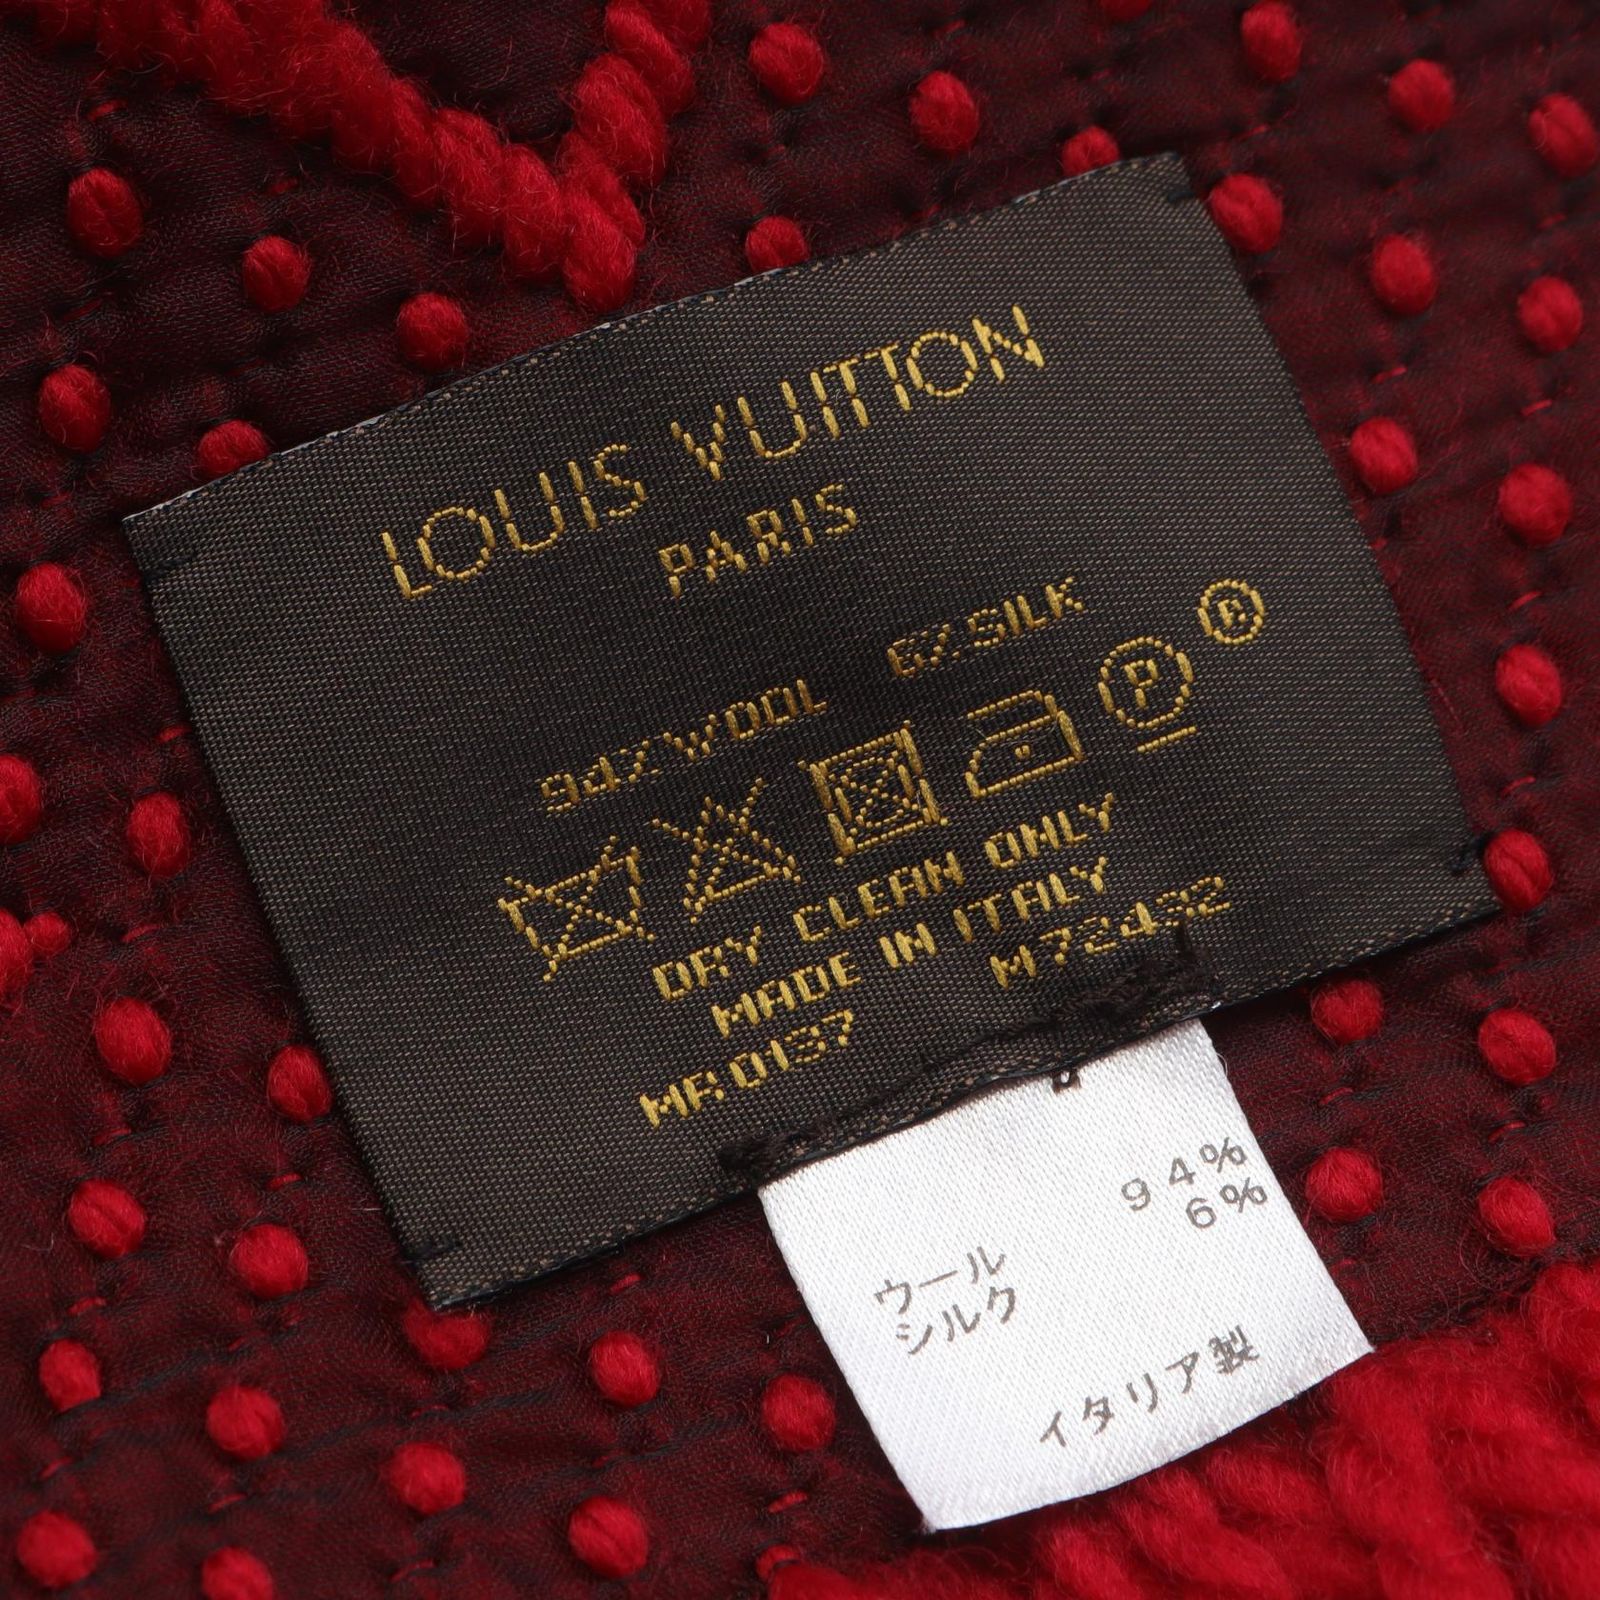 LOUIS VUITTON
PARIS
94% WOOL 6% SILK
P
R
DRY CLEAN ONLY
MADE IN ITALY
MR0197 M72432
ウール 94%
シルク 6%
イタリア製